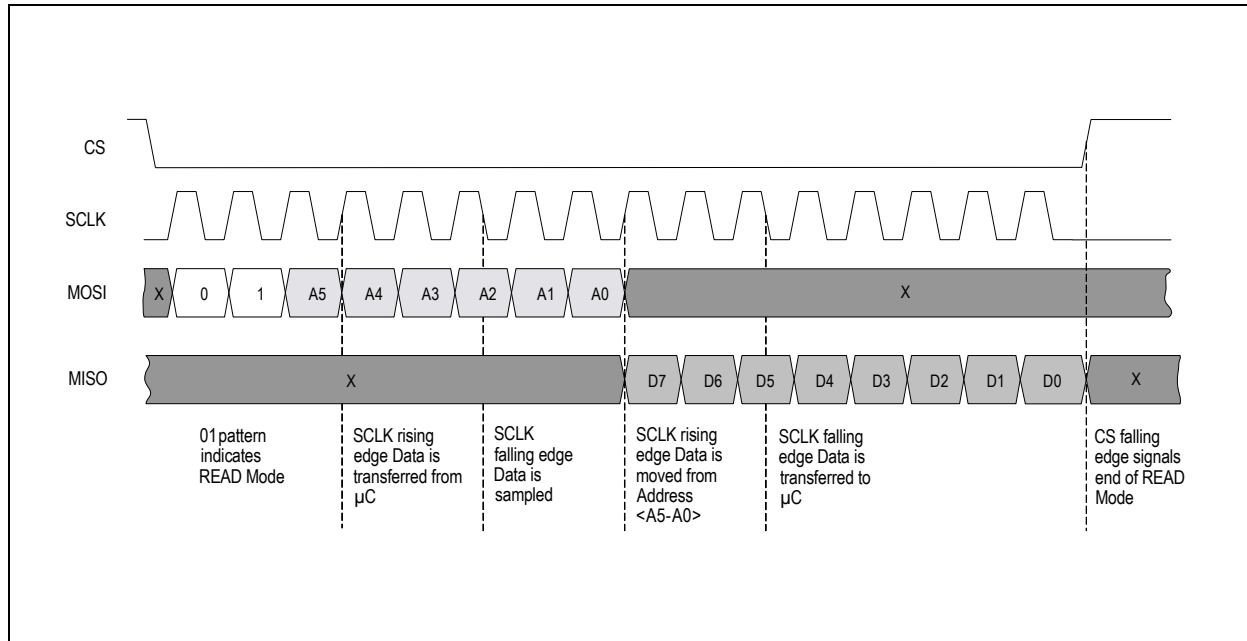 CS
SCLK
MOSI
X 0 1 A5 A4 A3 A2 A1 A0 X
MISO
X D7 D6 D5 D4 D3 D2 D1 D0 X
01 pattern
indicates
READ Mode
SCLK rising
edge Data is
transferred from
µC
SCLK
falling edge
Data is
sampled
SCLK rising
edge Data is
moved from
Address
<A5-A0>
SCLK falling
edge Data is
transferred to
µC
CS falling
edge signals
end of READ
Mode